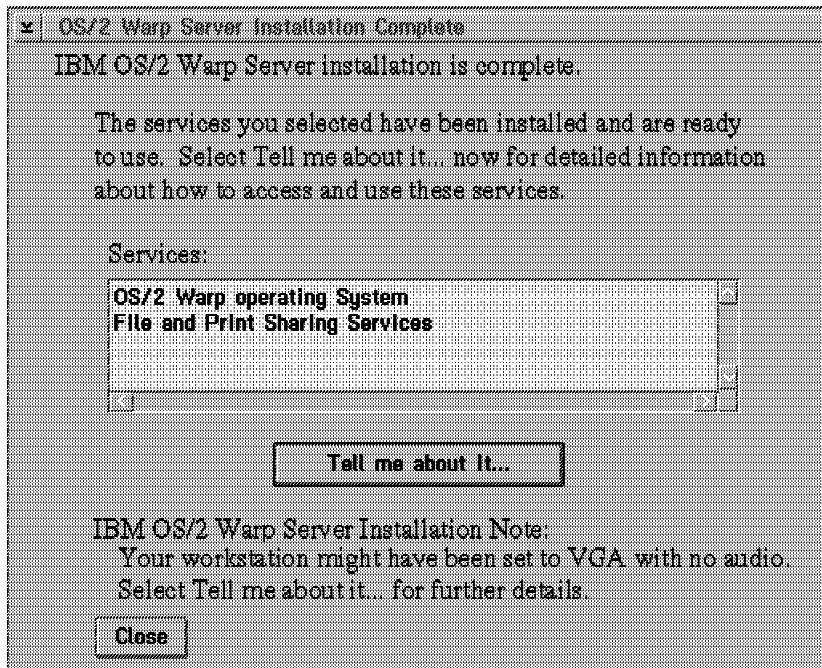 OS/2 Warp Server Installation Complete
IBM OS/2 Warp Server installation is complete.
The services you selected have been installed and are ready
to use. Select Tell me about it... now for detailed information
about how to access and use these services.
Services:
OS/2 Warp operating System
File and Print Sharing Services
Tell me about it...
IBM OS/2 Warp Server Installation Note:
Your workstation might have been set to VGA with no audio.
Select Tell me about it... for further details.
Close